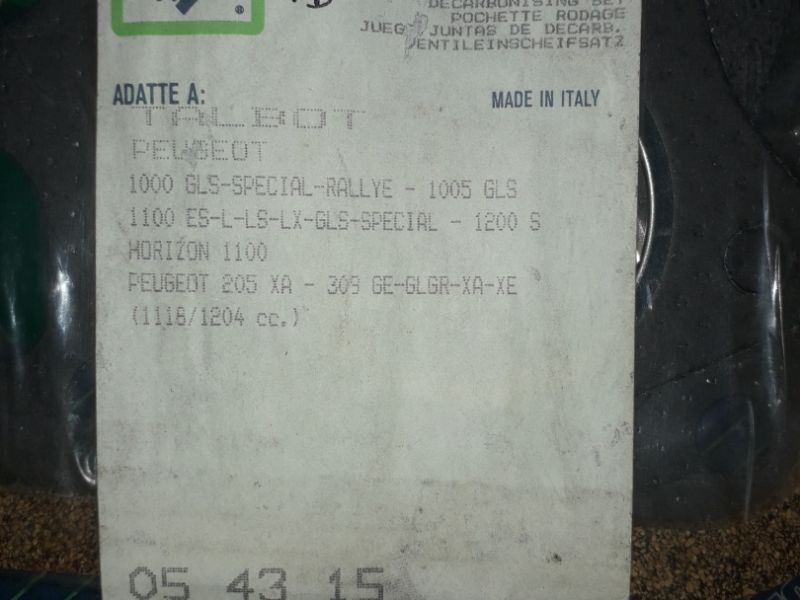 DECARBONISING SET
POCHETTE RODAGE
JUEGO JUNTAS DE DECARB.
VENTILEINSCHEIFSATZ
ADATTE A:
MADE IN ITALY
TALBOT
PEUGEOT
1000 GLS-SPECIAL-RALLYE - 1005 GLS
1100 ES-L-LS-LX-GLS-SPECIAL - 1200 S
HORIZON 1100
PEUGEOT 205 XA - 309 GE-GLGR-XA-XE
(1118/1204 cc.)
05 43 15